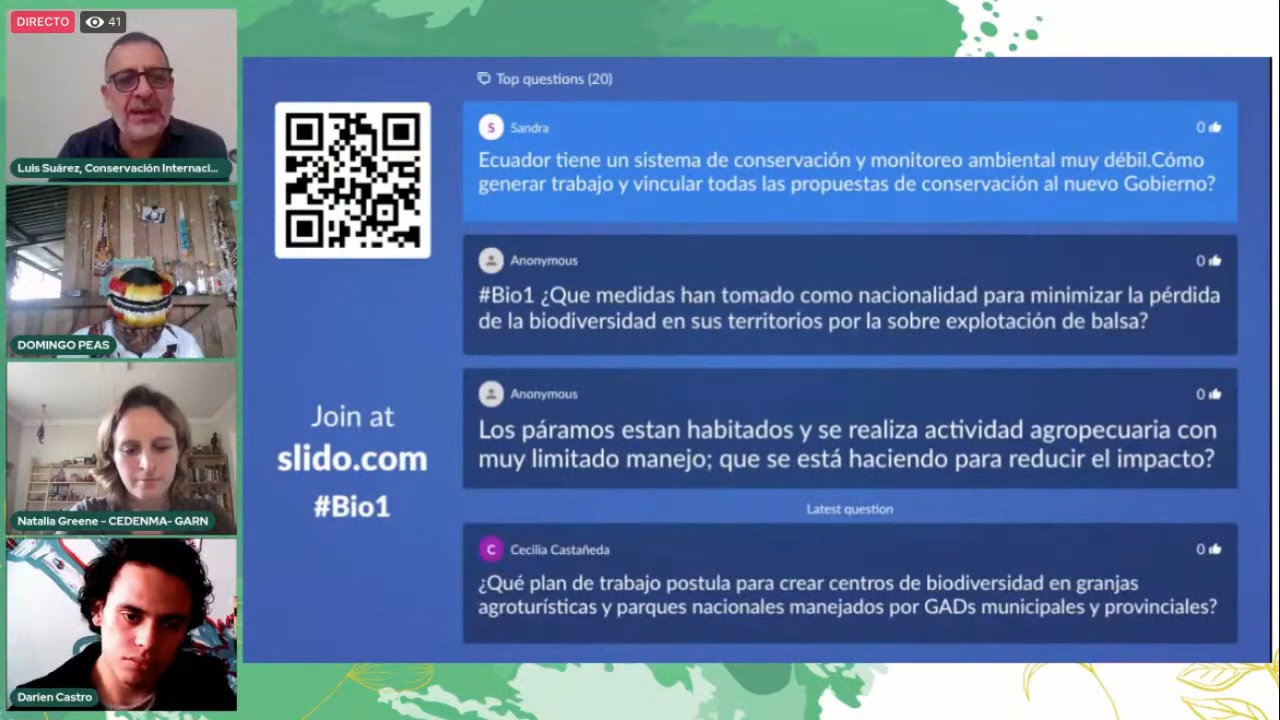 DIRECTO 41
Luis Suárez, Conservación Internaci...
DOMINGO PEAS
Natalia Greene - CEDENMA- GARN
Darien Castro
Join at
slido.com
#Bio1
Top questions (20)
S Sandra 0
Ecuador tiene un sistema de conservación y monitoreo ambiental muy débil.Cómo
generar trabajo y vincular todas las propuestas de conservación al nuevo Gobierno?
Anonymous 0
#Bio1 ¿Que medidas han tomado como nacionalidad para minimizar la pérdida
de la biodiversidad en sus territorios por la sobre explotación de balsa?
Anonymous 0
Los páramos estan habitados y se realiza actividad agropecuaria con
muy limitado manejo; que se está haciendo para reducir el impacto?
Latest question
C Cecilia Castañeda 0
¿Qué plan de trabajo postula para crear centros de biodiversidad en granjas
agroturísticas y parques nacionales manejados por GADs municipales y provinciales?